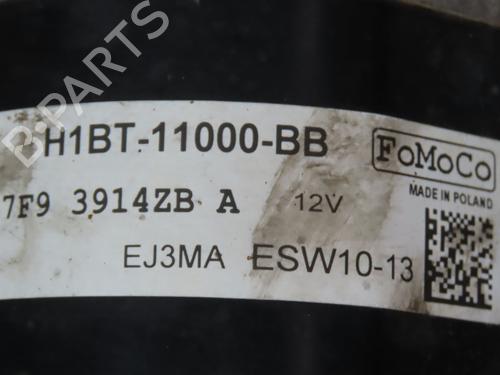 B PARTS
H1BT-11000-BB
FoMoCo
MADE IN POLAND
7F9 3914ZB A 12V
EJ3MA ESW10-13